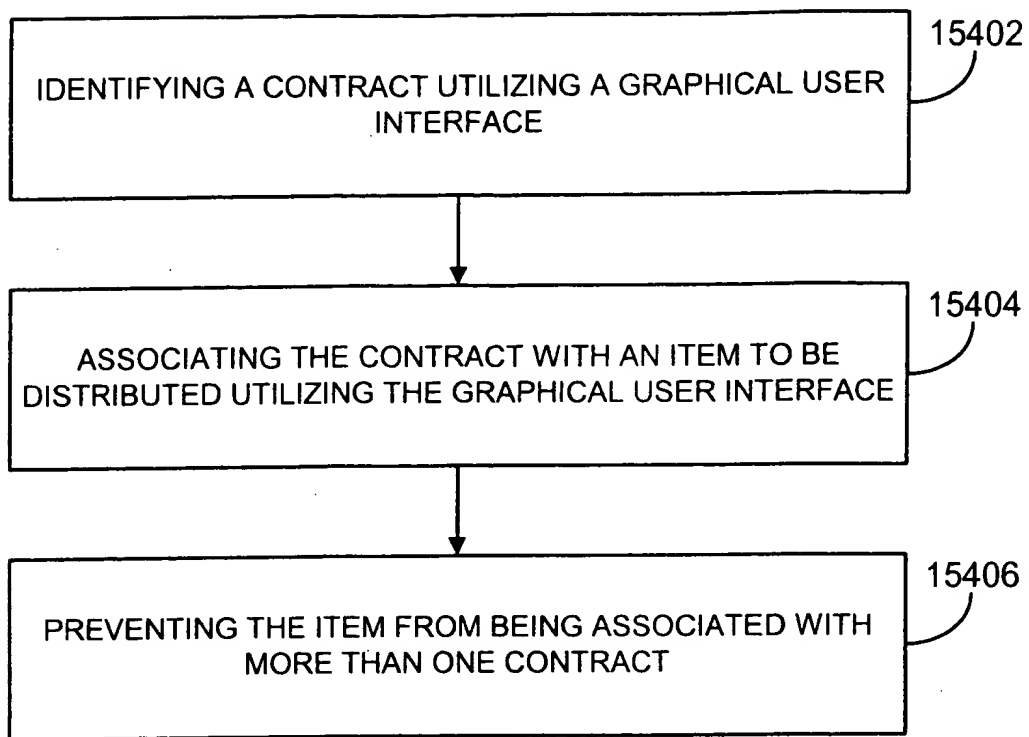 15402
IDENTIFYING A CONTRACT UTILIZING A GRAPHICAL USER
INTERFACE
15404
ASSOCIATING THE CONTRACT WITH AN ITEM TO BE
DISTRIBUTED UTILIZING THE GRAPHICAL USER INTERFACE
15406
PREVENTING THE ITEM FROM BEING ASSOCIATED WITH
MORE THAN ONE CONTRACT